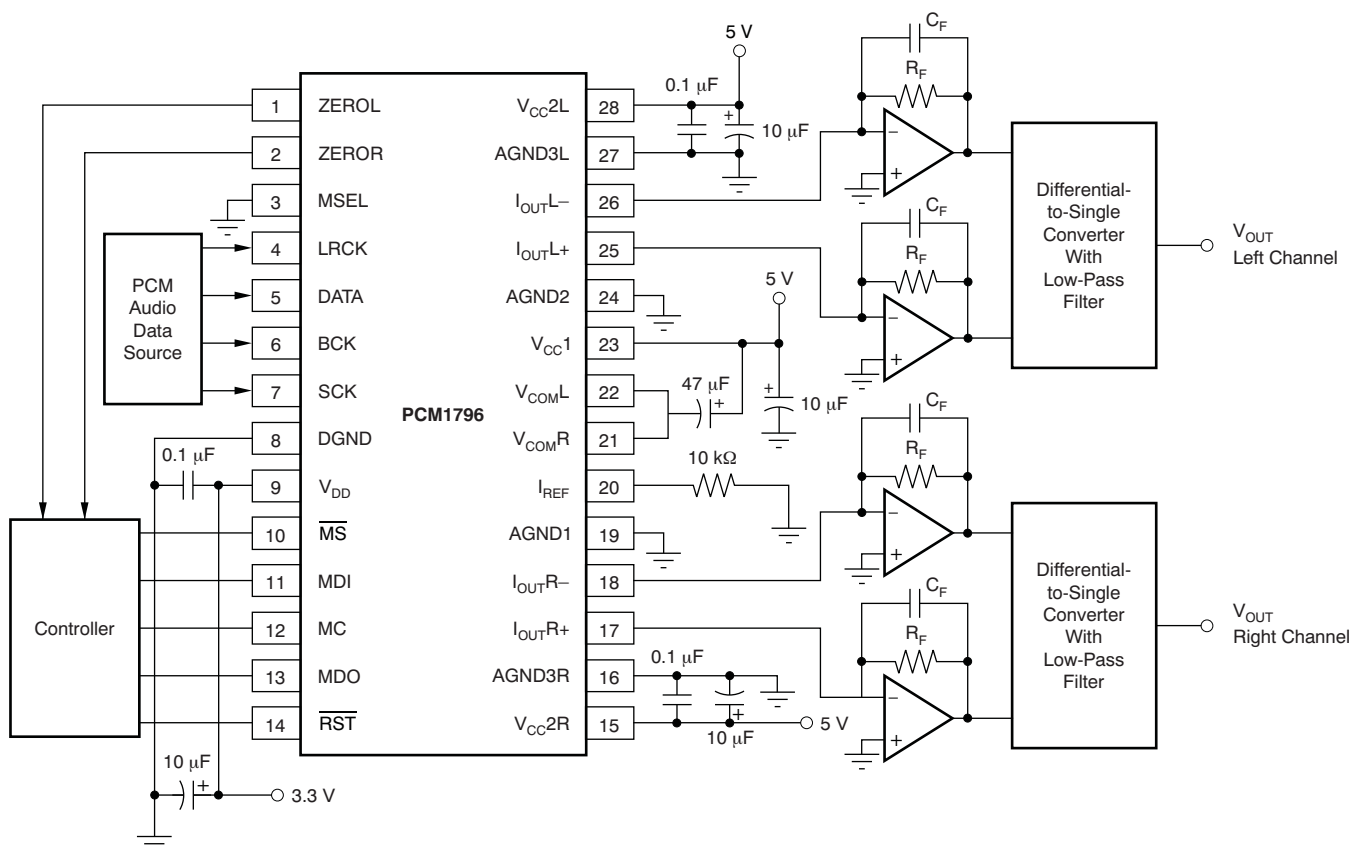 5 V
C_F
R_F
0.1 μF
+
10 μF
1 ZEROL
V_CC2L 28
2 ZEROR
AGND3L 27
3 MSEL
I_OUTL– 26
4 LRCK
I_OUTL+ 25
5 DATA
AGND2 24
6 BCK
V_CC1 23
7 SCK
V_COML 22
8 DGND
V_COMR 21
9 V_DD
I_REF 20
10 MS
AGND1 19
11 MDI
I_OUTR– 18
12 MC
I_OUTR+ 17
13 MDO
AGND3R 16
14 RST
V_CC2R 15
PCM1796
PCM
Audio
Data
Source
Controller
0.1 μF
10 μF
+
3.3 V
–
+
C_F
R_F
–
+
Differential-
to-Single
Converter
With
Low-Pass
Filter
V_OUT
Left Channel
5 V
47 μF
+
+
10 μF
10 kΩ
C_F
R_F
–
+
C_F
R_F
–
+
Differential-
to-Single
Converter
With
Low-Pass
Filter
V_OUT
Right Channel
0.1 μF
+
10 μF
5 V